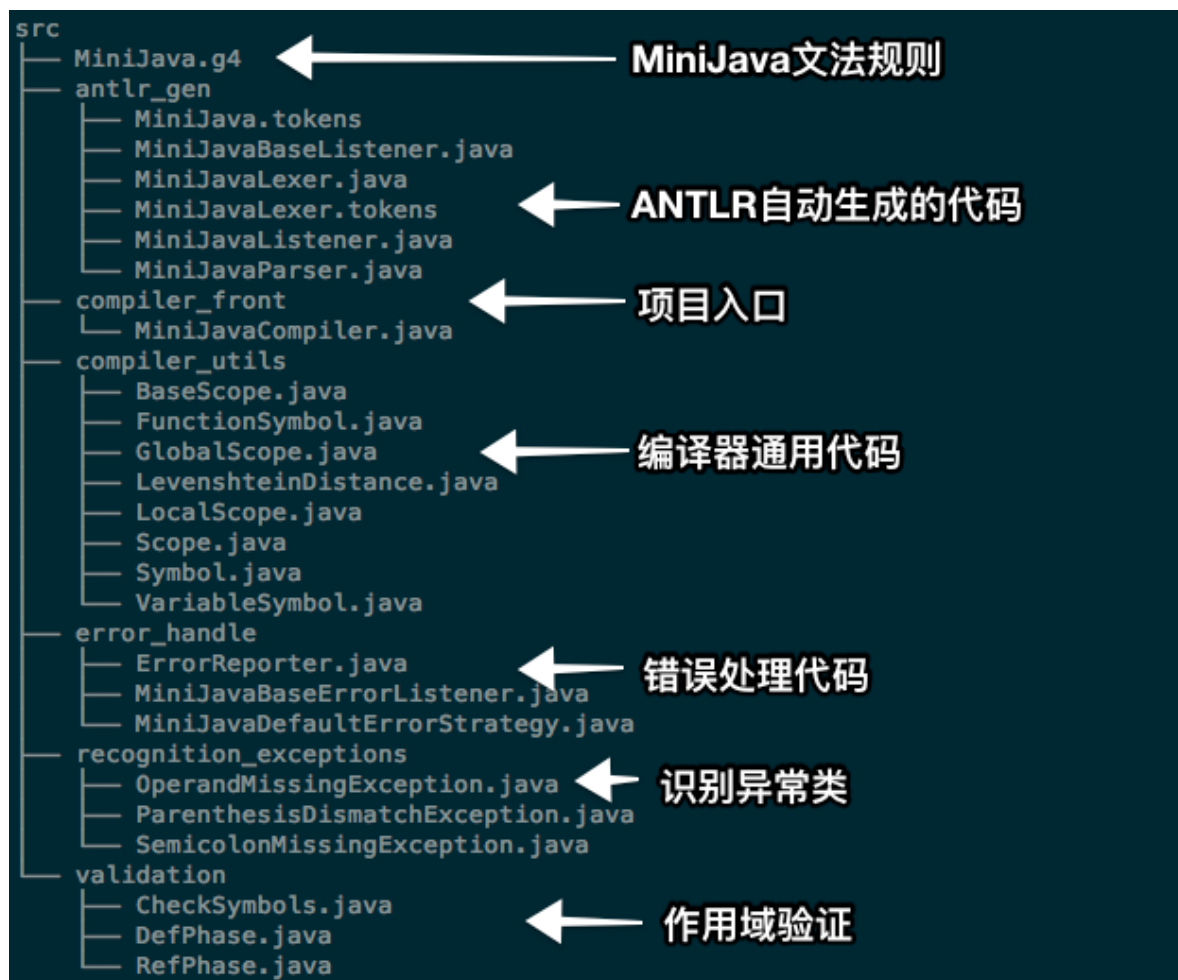 src
├── MiniJava.g4 MiniJava文法规则
├── antlr_gen
│   ├── MiniJava.tokens
│   ├── MiniJavaBaseListener.java
│   ├── MiniJavaLexer.java
│   ├── MiniJavaLexer.tokens ANTLR自动生成的代码
│   ├── MiniJavaListener.java
│   └── MiniJavaParser.java
├── compiler_front 项目入口
│   └── MiniJavaCompiler.java
├── compiler_utils
│   ├── BaseScope.java
│   ├── FunctionSymbol.java
│   ├── GlobalScope.java 编译器通用代码
│   ├── LevenshteinDistance.java
│   ├── LocalScope.java
│   ├── Scope.java
│   ├── Symbol.java
│   └── VariableSymbol.java
├── error_handle
│   ├── ErrorReporter.java 错误处理代码
│   ├── MiniJavaBaseErrorListener.java
│   └── MiniJavaDefaultErrorStrategy.java
├── recognition_exceptions
│   ├── OperandMissingException.java 识别异常类
│   ├── ParenthesisDismatchException.java
│   └── SemicolonMissingException.java
└── validation
    ├── CheckSymbols.java 作用域验证
    ├── DefPhase.java
    └── RefPhase.java